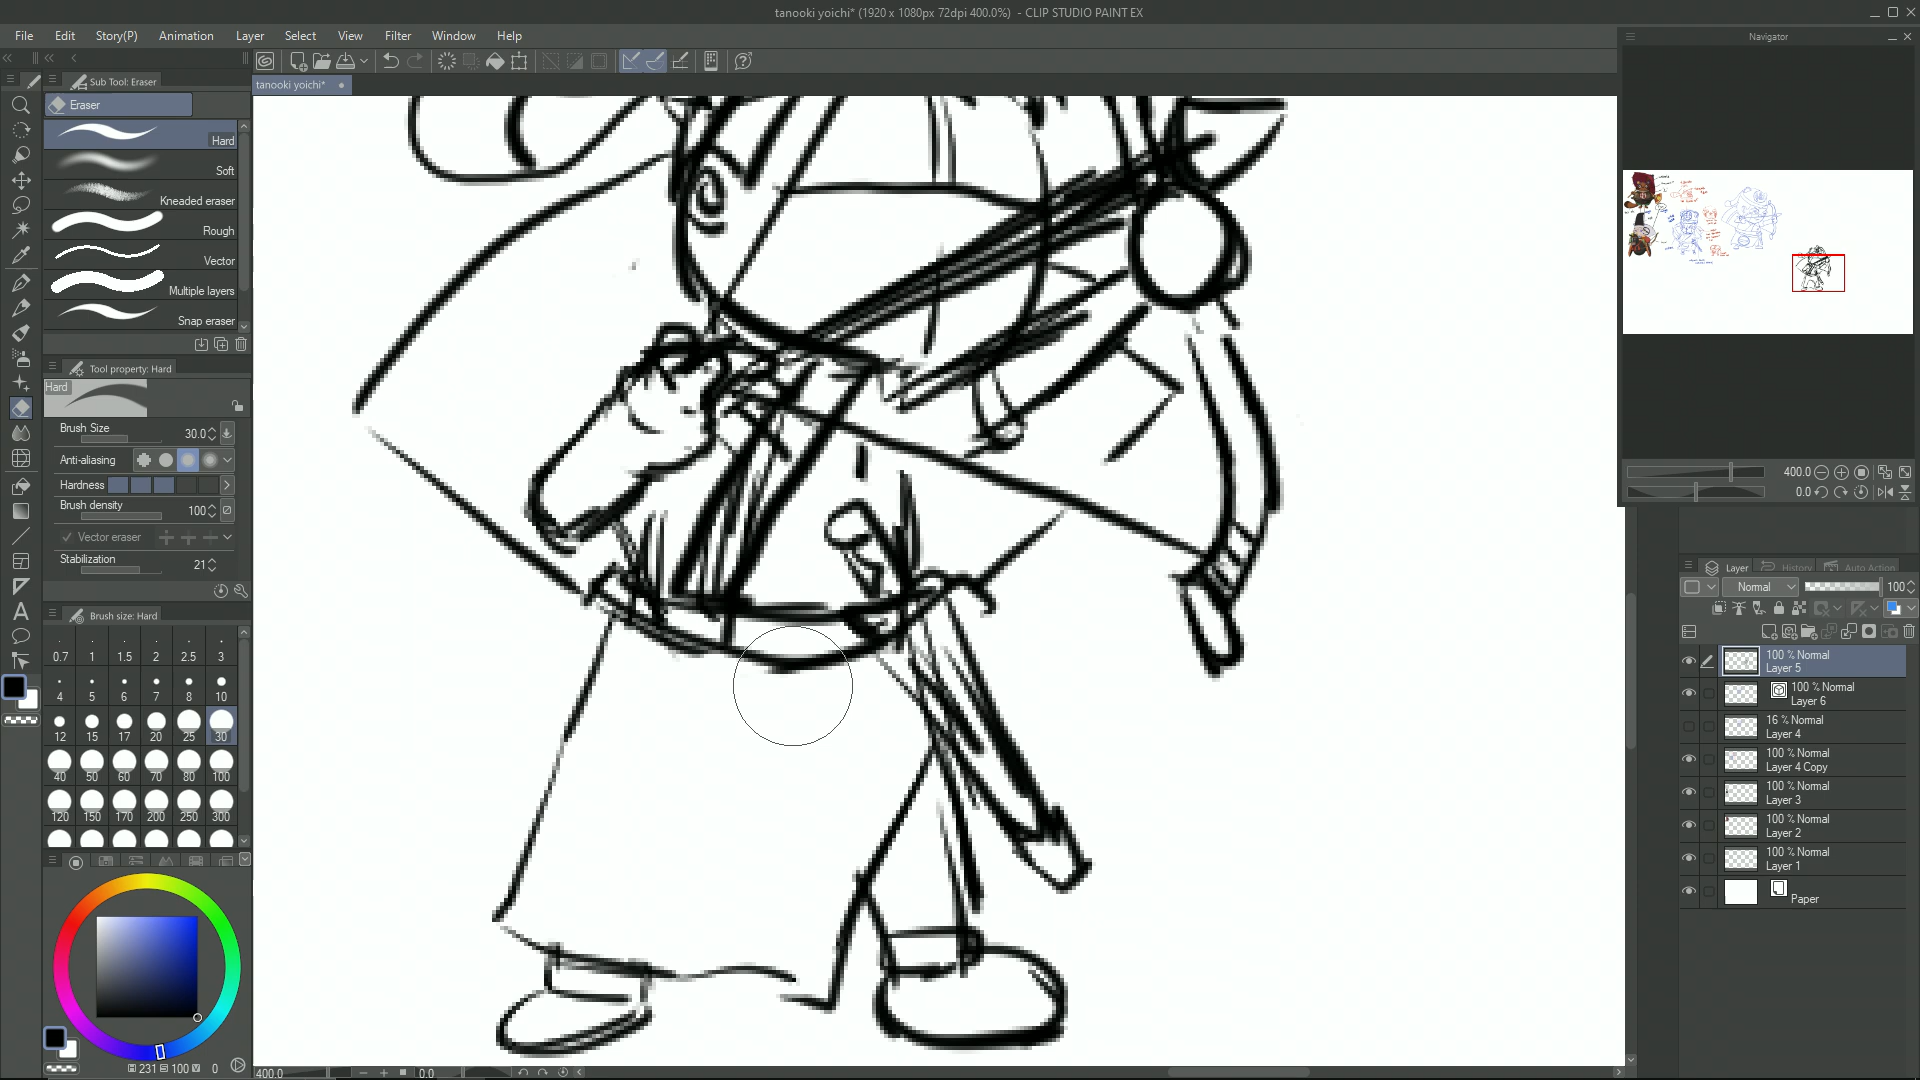 tanooki yoichi* (1920 x 1080px 72dpi 400.0%) - CLIP STUDIO PAINT EX
File Edit Story(P) Animation Layer Select View Filter Window Help
Navigator
Sub Tool: Eraser
tanooki yoichi*
Eraser
Hard
Soft
Kneaded eraser
Rough
Vector
Multiple layers
Snap eraser
Tool property: Hard
Hard
Brush Size 30.0
Anti-aliasing
Hardness
Brush density 100
Vector eraser
Stabilization 21
Brush size: Hard
0.7 1 1.5 2 2.5 3
4 5 6 7 8 10
12 15 17 20 25 30
40 50 60 70 80 100
120 150 170 200 250 300
231 100 0
400.0 0.0
400.0
0.0
Layer History Auto Action
Normal 100
100 % Normal
Layer 5
100 % Normal
Layer 6
16 % Normal
Layer 4
100 % Normal
Layer 4 Copy
100 % Normal
Layer 3
100 % Normal
Layer 2
100 % Normal
Layer 1
Paper